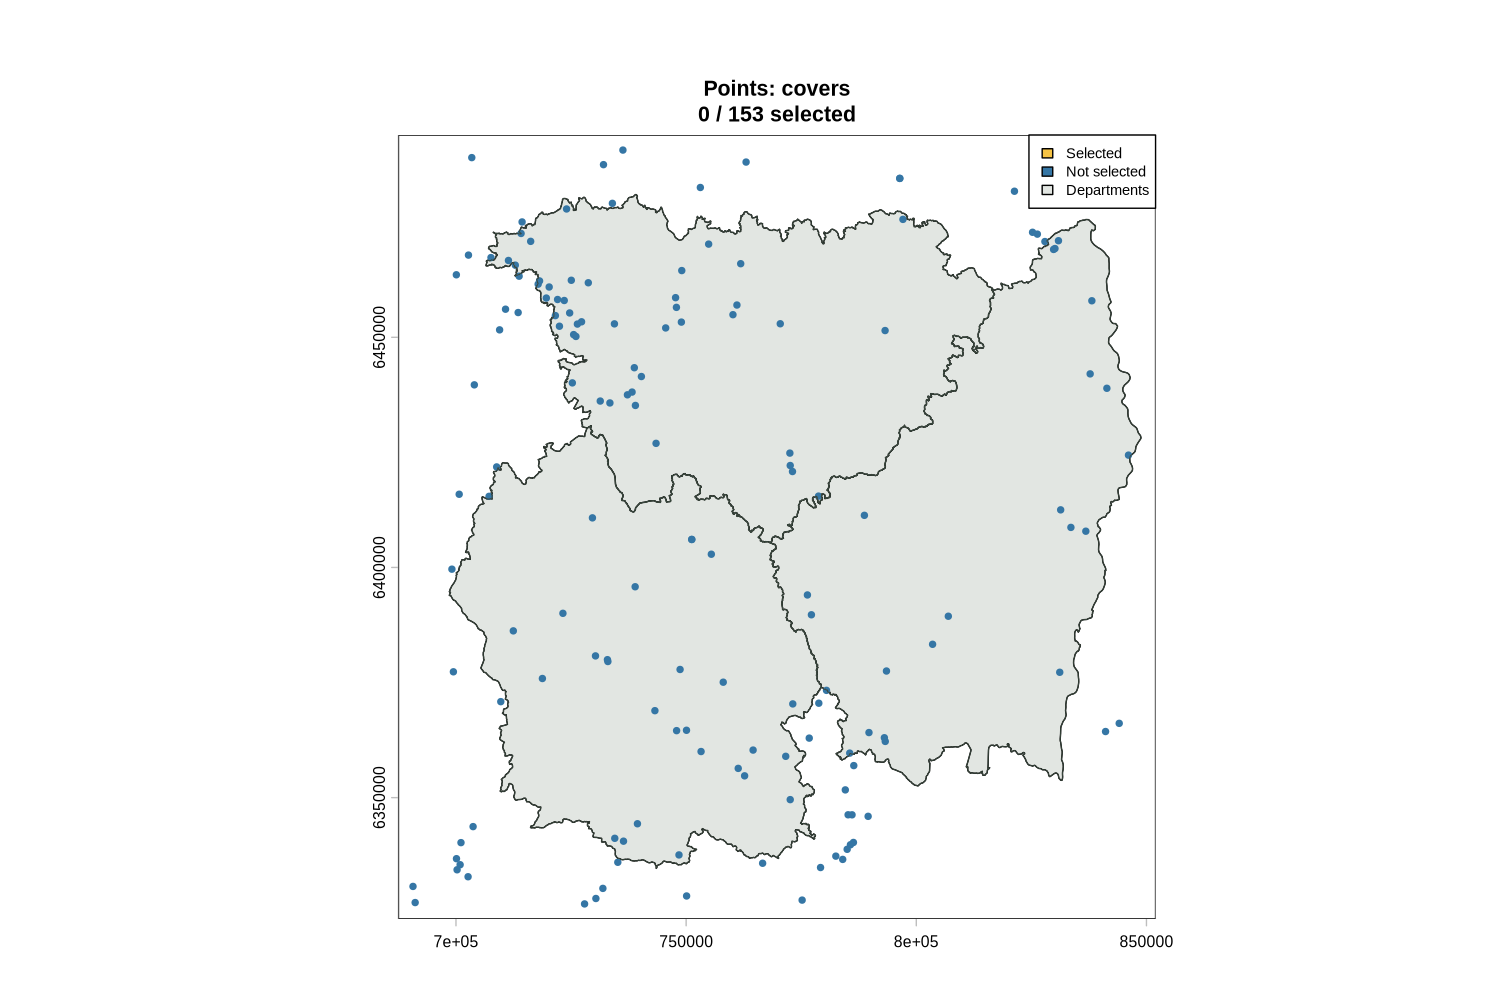 Points: covers
0 / 153 selected
Selected
Not selected
Departments
6450000
6400000
6350000
7e+05
750000
8e+05
850000